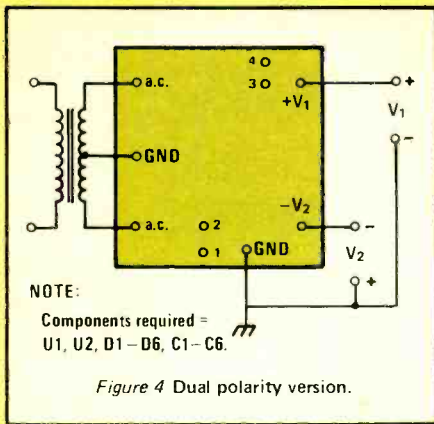 4
a.c.
3
+V1
+
V1
-
GND
-V2
-
a.c.
2
V2
1
GND
+
NOTE:
Components required =
U1, U2, D1-D6, C1-C6.
Figure 4 Dual polarity version.